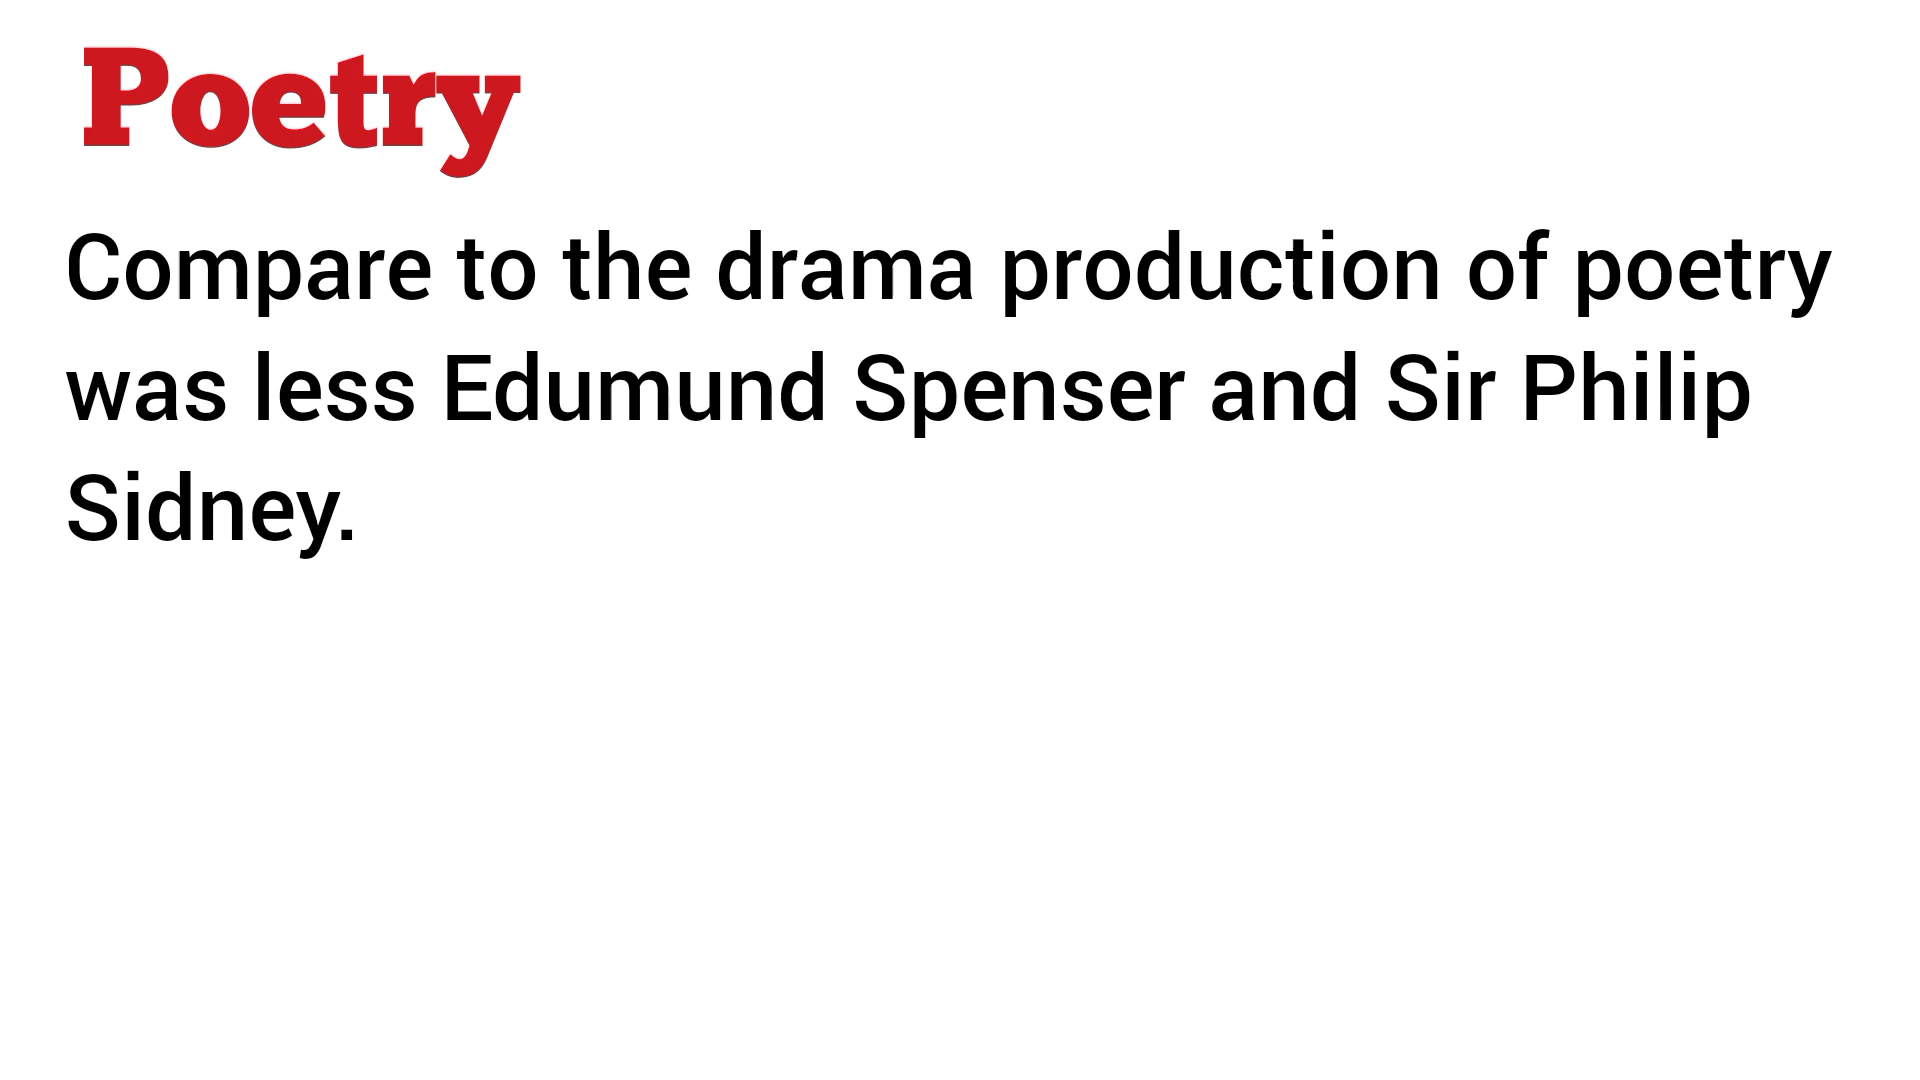 Poetry
Compare to the drama production of poetry
was less Edumund Spenser and Sir Philip
Sidney.